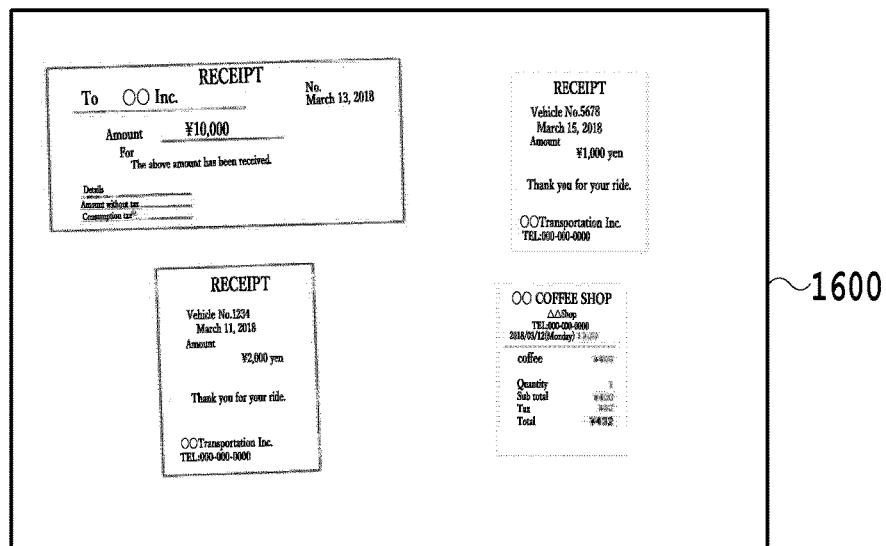 RECEIPT
To ○○ Inc.
No.
March 13, 2018
Amount ¥10,000
For
The above amount has been received.
Details
Amount without tax
Consumption tax
RECEIPT
Vehicle No.5678
March 15, 2018
Amount
¥1,000 yen
Thank you for your ride.
○○Transportation Inc.
TEL:000-000-0000
RECEIPT
Vehicle No.1234
March 11, 2018
Amount
¥2,000 yen
Thank you for your ride.
○○Transportation Inc.
TEL:000-000-0000
○○ COFFEE SHOP
△△Shop
TEL:000-000-0000
2018/03/12(Monday)
coffee
Quantity 1
Sub total
Tax
Total ¥432
1600